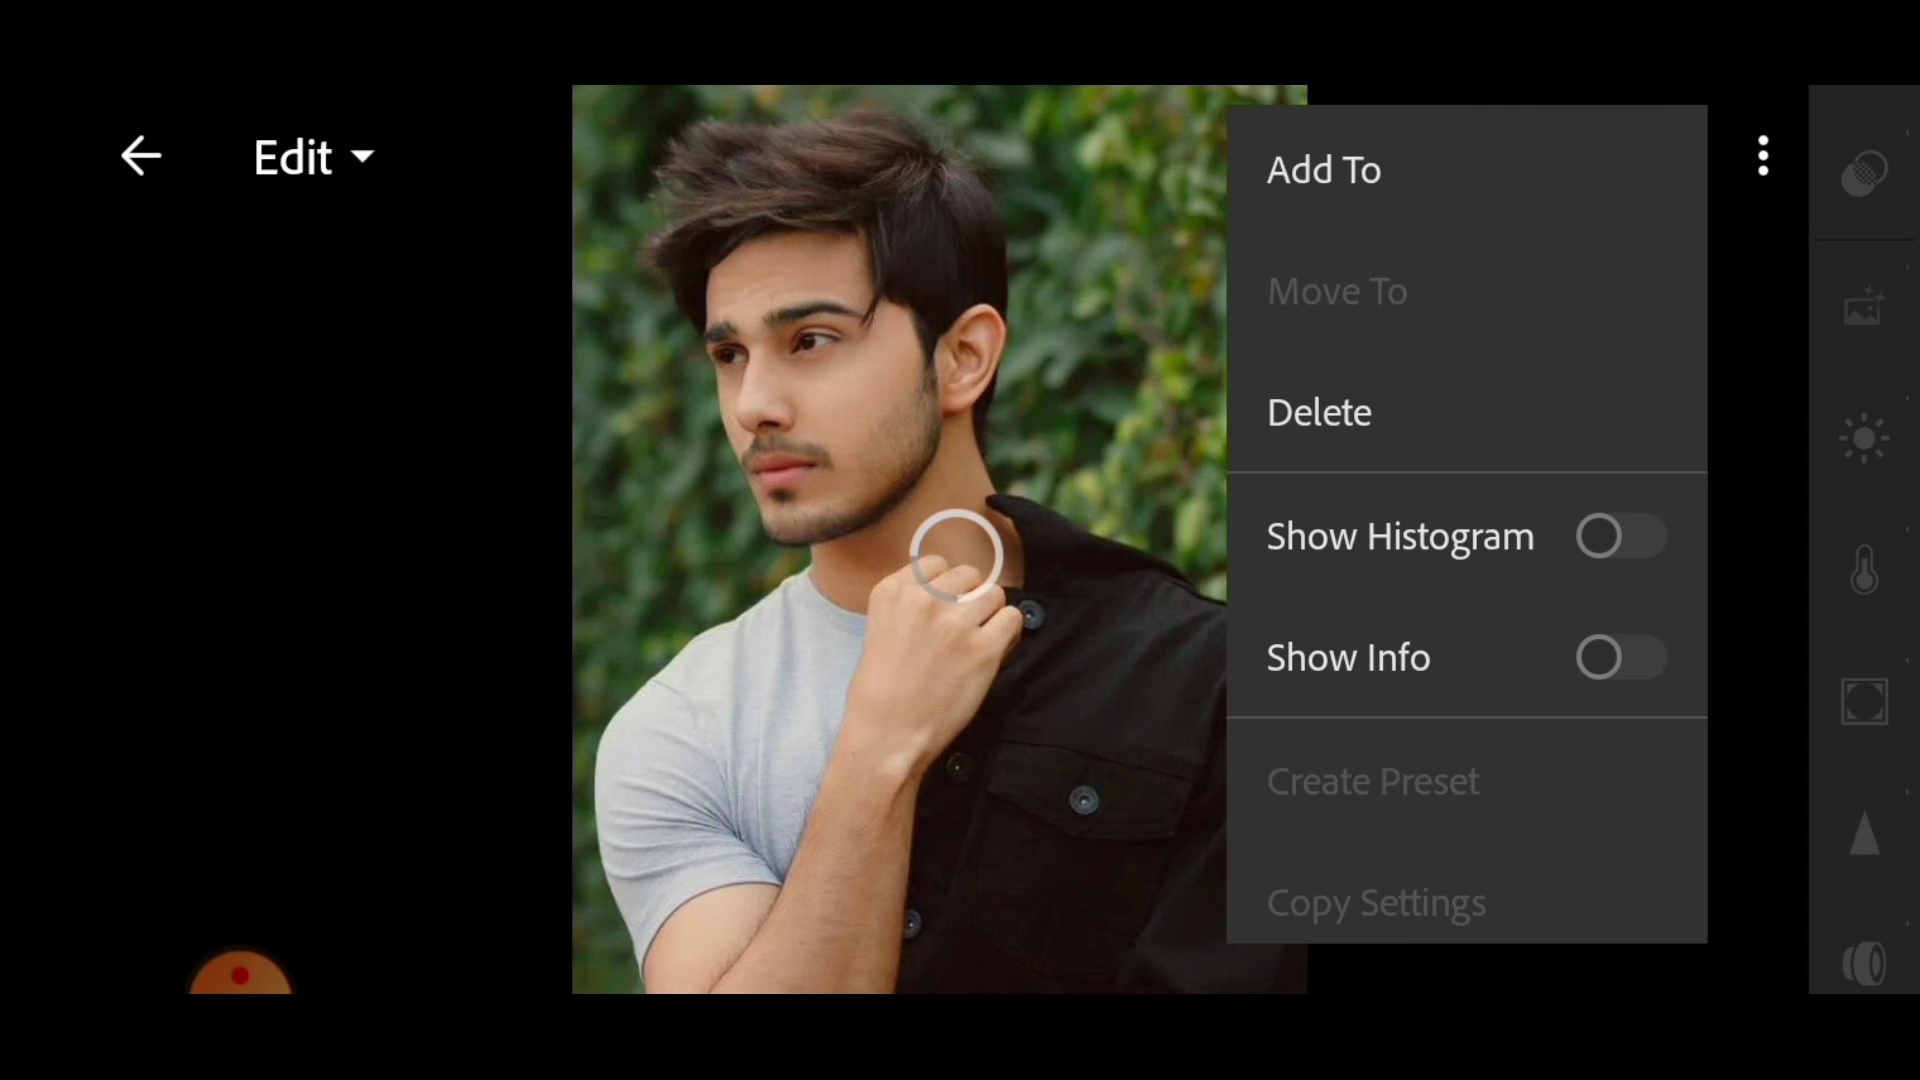 Edit
Add To
Move To
Delete
Show Histogram
Show Info
Create Preset
Copy Settings